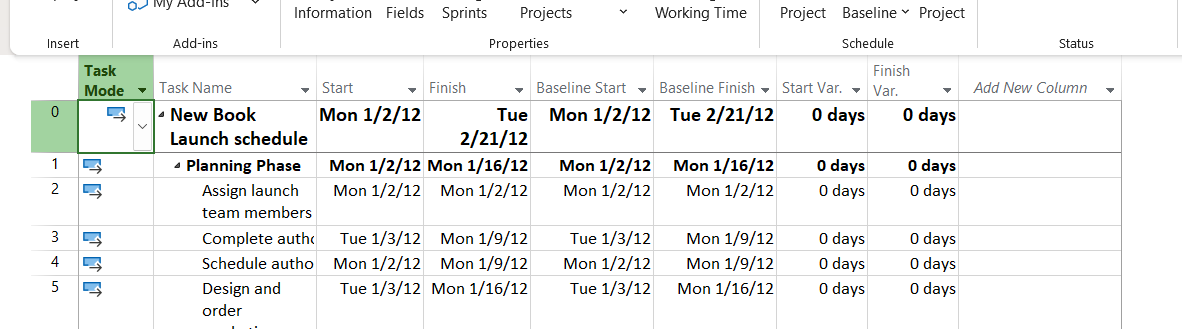 My Add-ins
Information Fields Sprints Projects Working Time Project Baseline Project
Insert Add-ins Properties Schedule Status
Task Mode Task Name Start Finish Baseline Start Baseline Finish Start Var. Finish Var. Add New Column
0 New Book Launch schedule Mon 1/2/12 Tue 2/21/12 Mon 1/2/12 Tue 2/21/12 0 days 0 days
1 Planning Phase Mon 1/2/12 Mon 1/16/12 Mon 1/2/12 Mon 1/16/12 0 days 0 days
2 Assign launch team members Mon 1/2/12 Mon 1/2/12 Mon 1/2/12 Mon 1/2/12 0 days 0 days
3 Complete autho Tue 1/3/12 Mon 1/9/12 Tue 1/3/12 Mon 1/9/12 0 days 0 days
4 Schedule autho Mon 1/2/12 Mon 1/9/12 Mon 1/2/12 Mon 1/9/12 0 days 0 days
5 Design and order Tue 1/3/12 Mon 1/16/12 Tue 1/3/12 Mon 1/16/12 0 days 0 days